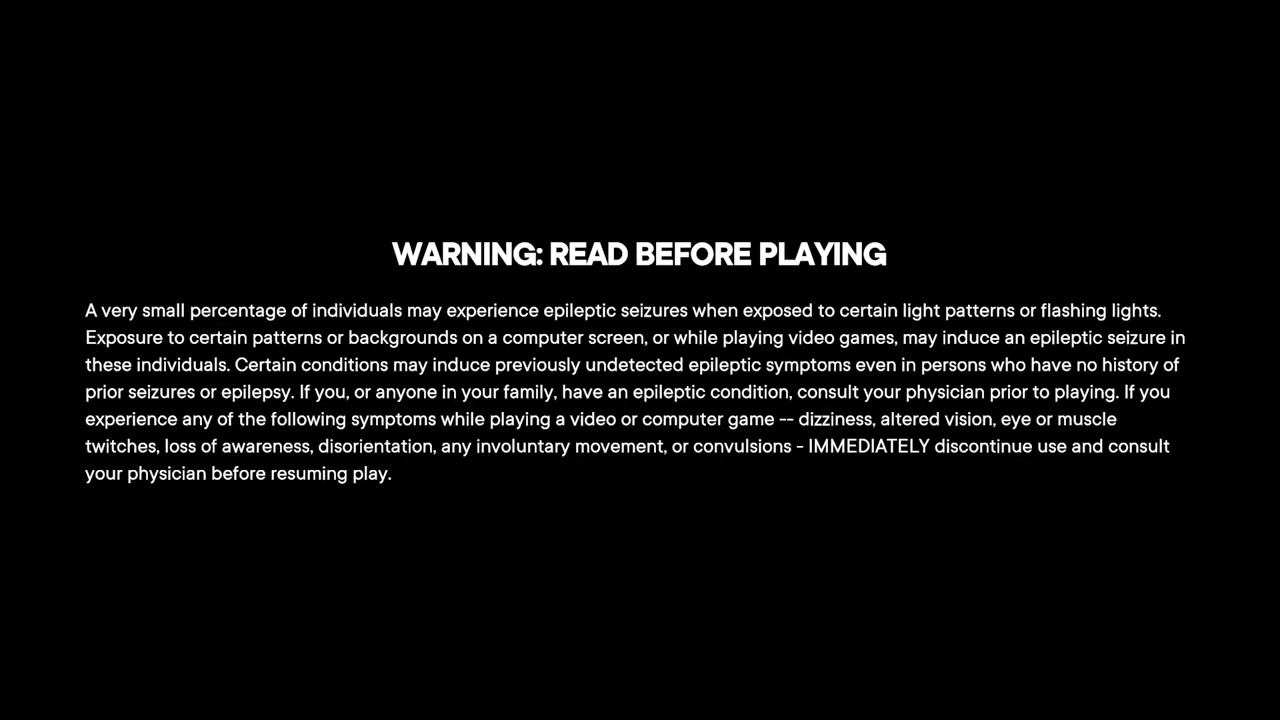 WARNING: READ BEFORE PLAYING
A very small percentage of individuals may experience epileptic seizures when exposed to certain light patterns or flashing lights.
Exposure to certain patterns or backgrounds on a computer screen, or while playing video games, may induce an epileptic seizure in
these individuals. Certain conditions may induce previously undetected epileptic symptoms even in persons who have no history of
prior seizures or epilepsy. If you, or anyone in your family, have an epileptic condition, consult your physician prior to playing. If you
experience any of the following symptoms while playing a video or computer game -- dizziness, altered vision, eye or muscle
twitches, loss of awareness, disorientation, any involuntary movement, or convulsions - IMMEDIATELY discontinue use and consult
your physician before resuming play.